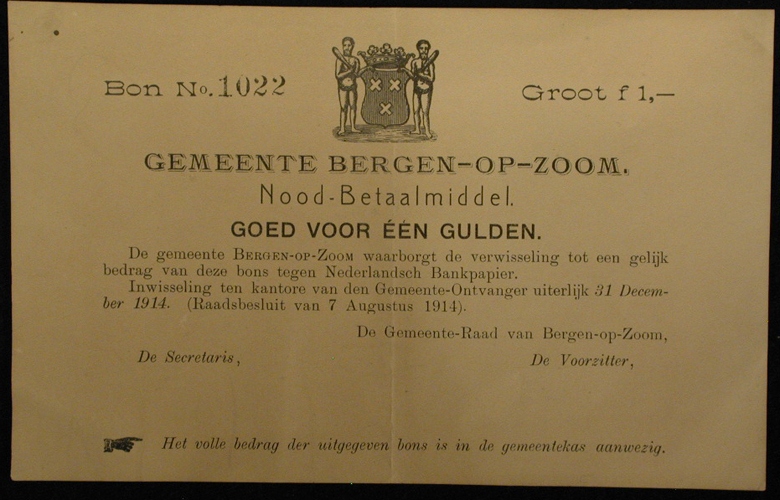 Bon No. 1022
Groot f 1,—
GEMEENTE BERGEN-OP-ZOOM.
Nood-Betaalmiddel.
GOED VOOR ÉÉN GULDEN.
De gemeente BERGEN-OP-ZOOM waarborgt de verwisseling tot een gelijk
bedrag van deze bons tegen Nederlandsch Bankpapier.
Inwisseling ten kantore van den Gemeente-Ontvanger uiterlijk 31 Decem-
ber 1914. (Raadsbesluit van 7 Augustus 1914).
De Gemeente-Raad van Bergen-op-Zoom,
De Secretaris,
De Voorzitter,
Het volle bedrag der uitgegeven bons is in de gemeentekas aanwezig.